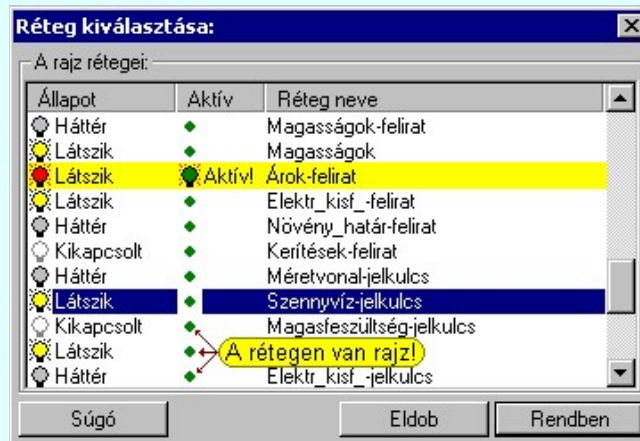 Réteg kiválasztása:
A rajz rétegei:
Állapot Aktív Réteg neve
Háttér Magasságok-felirat
Látszik Magasságok
Látszik Aktív! Árok-felirat
Látszik Elektr_kisf_-felirat
Háttér Növény_határ-felirat
Kikapcsolt Kerítések-felirat
Háttér Méretvonal-jelkulcs
Látszik Szennyvíz-jelkulcs
Kikapcsolt Magasfeszültség-jelkulcs
Látszik A rétegen van rajz!
Háttér Elektr_kisf_-jelkulcs
Súgó Eldob Rendben